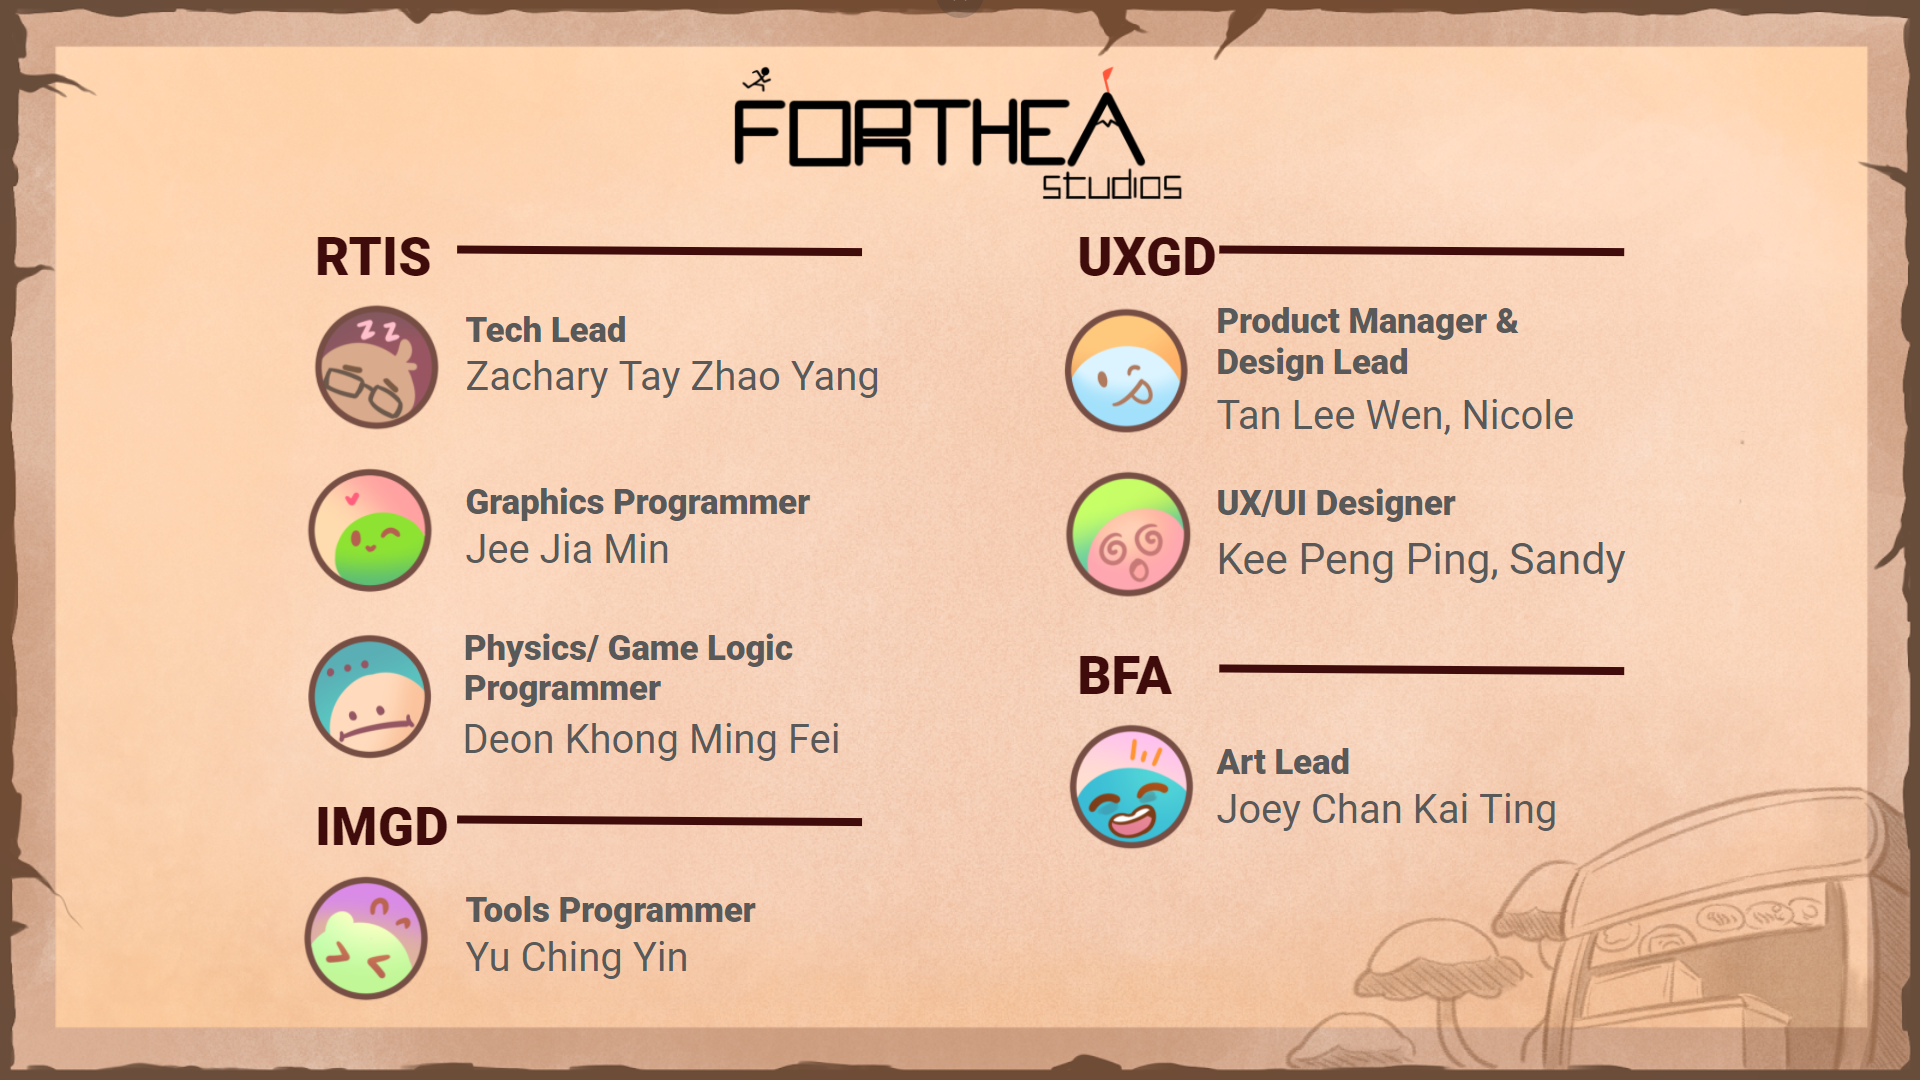 FORTHEA
studios
RTIS
Tech Lead
Zachary Tay Zhao Yang
Graphics Programmer
Jee Jia Min
Physics/ Game Logic
Programmer
Deon Khong Ming Fei
IMGD
Tools Programmer
Yu Ching Yin
UXGD
Product Manager &
Design Lead
Tan Lee Wen, Nicole
UX/UI Designer
Kee Peng Ping, Sandy
BFA
Art Lead
Joey Chan Kai Ting